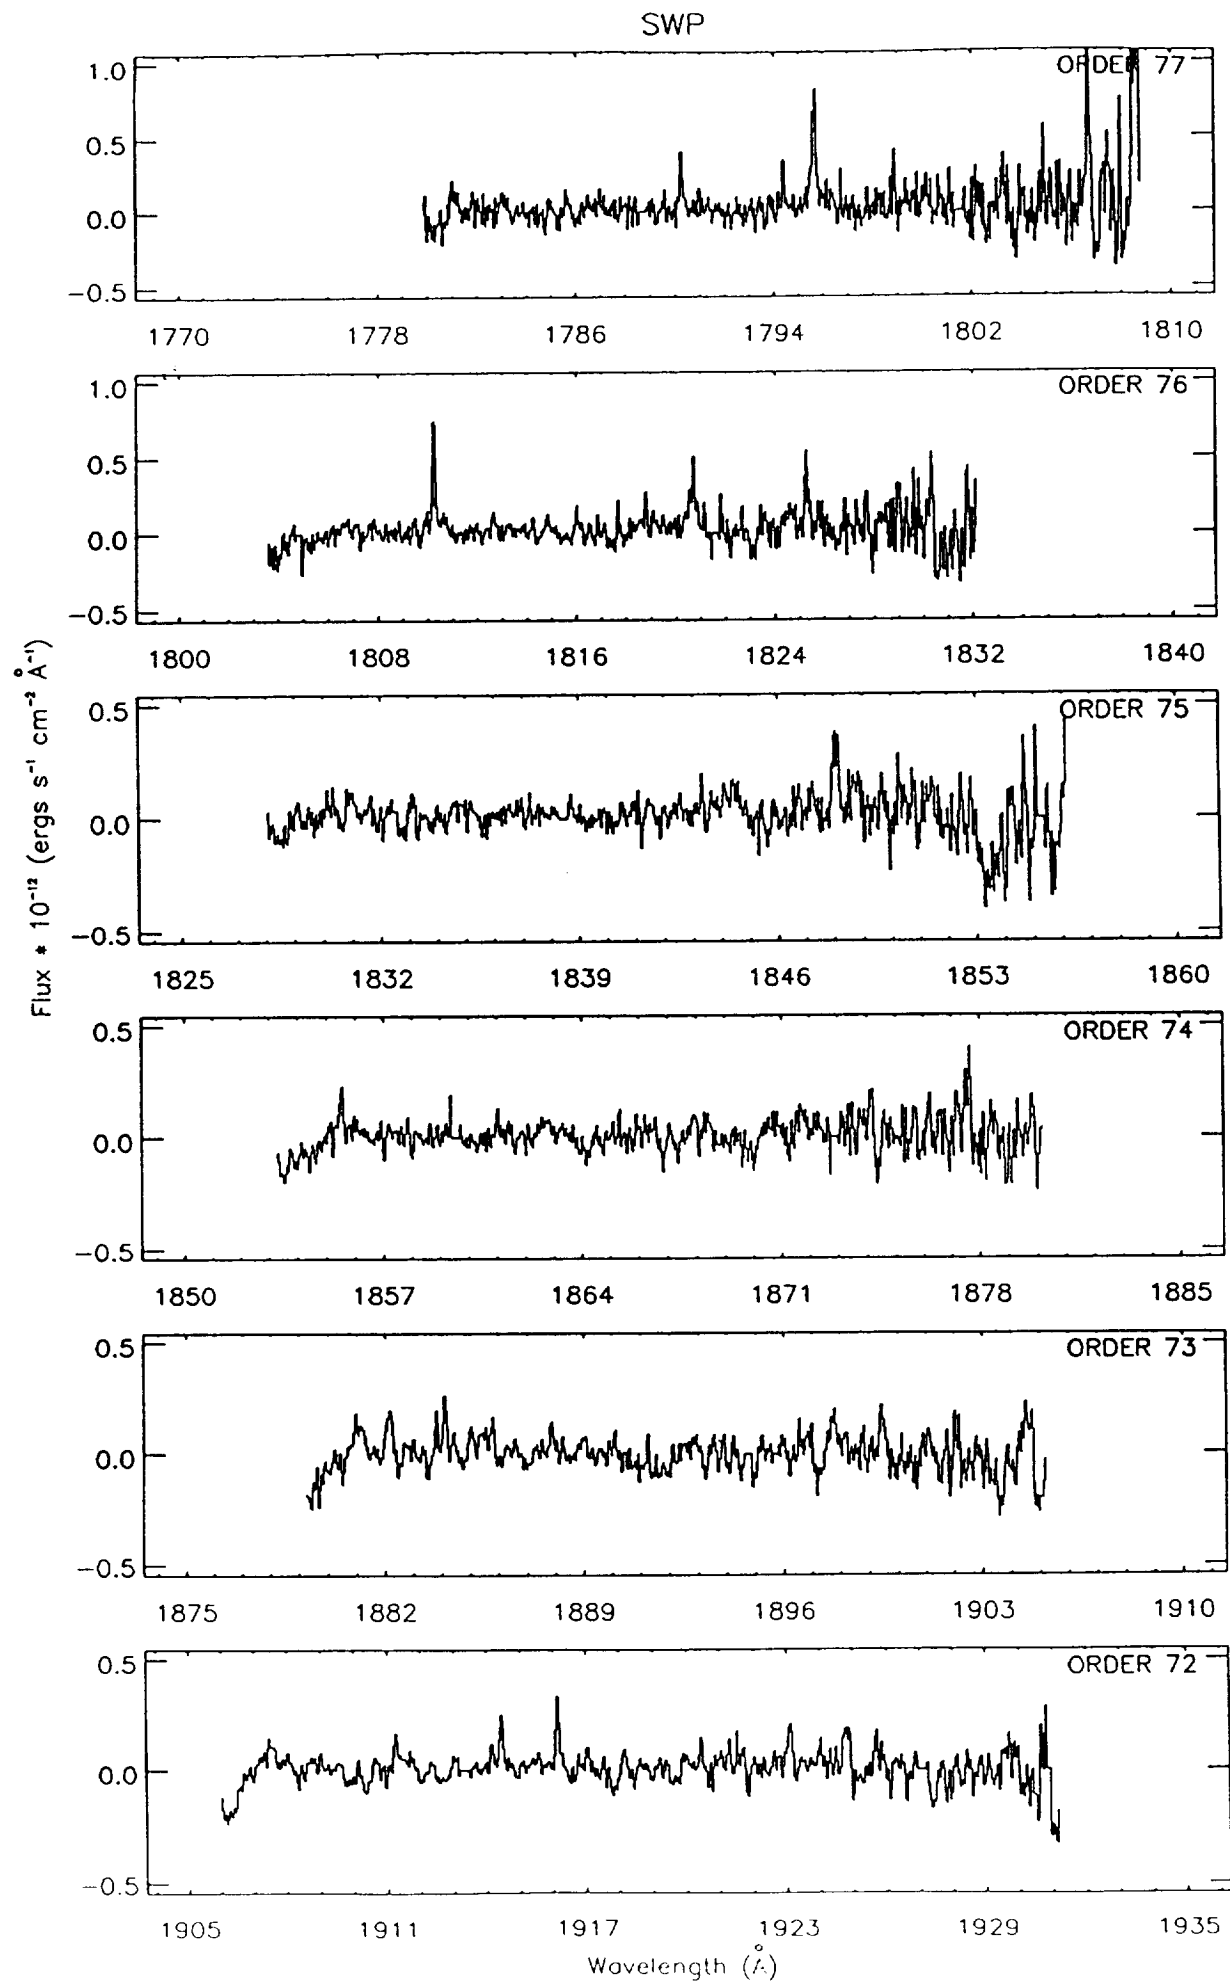 SWP
ORDER 77
1.0
0.5
0.0
−0.5
1770 1778 1786 1794 1802 1810
ORDER 76
1.0
0.5
0.0
−0.5
1800 1808 1816 1824 1832 1840
ORDER 75
0.5
0.0
−0.5
1825 1832 1839 1846 1853 1860
Flux * 10⁻¹² (ergs s⁻¹ cm⁻² Å⁻¹)
ORDER 74
0.5
0.0
−0.5
1850 1857 1864 1871 1878 1885
ORDER 73
0.5
0.0
−0.5
1875 1882 1889 1896 1903 1910
ORDER 72
0.5
0.0
−0.5
1905 1911 1917 1923 1929 1935
Wavelength (Å)